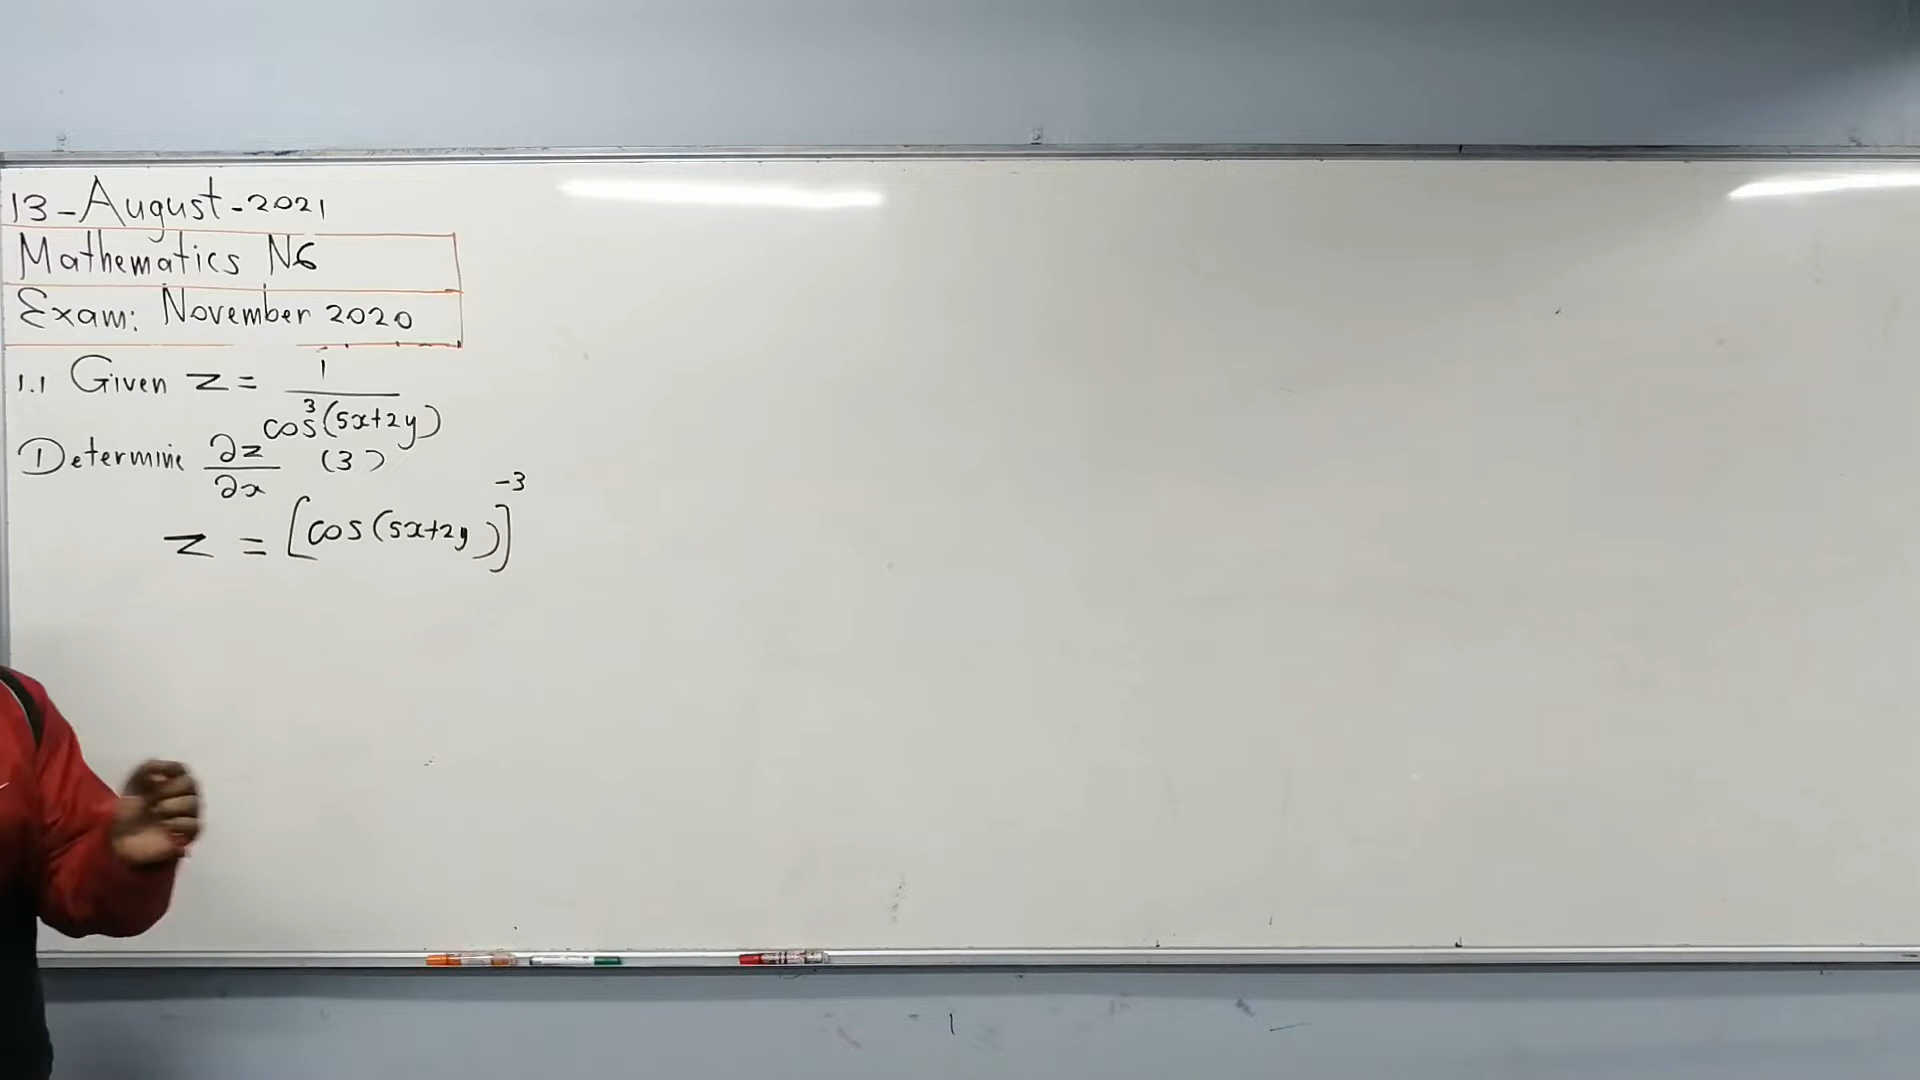 13-August-2021
Mathematics N6
Exam: November 2020
1.1 Given z = 1/cos³(5x+2y)
Determine ∂z/∂x (3)
z = [cos(5x+2y)]⁻³